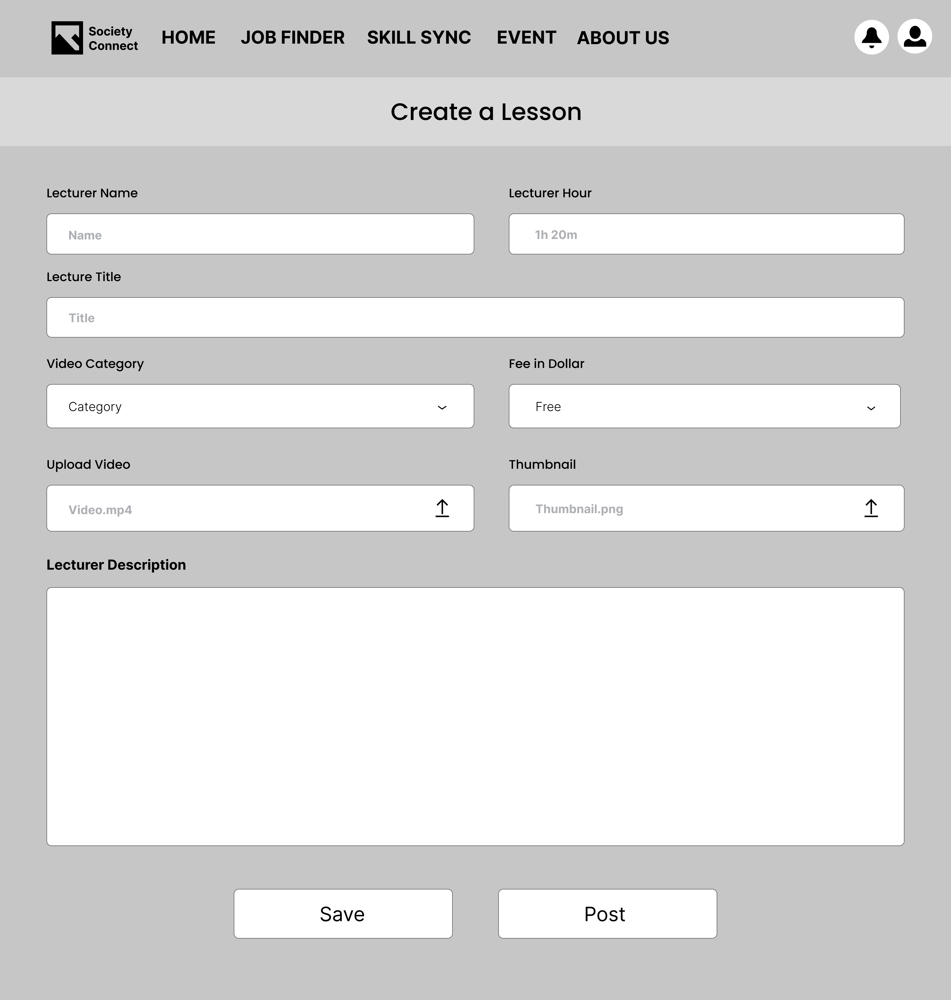 Society
Connect
HOME JOB FINDER SKILL SYNC EVENT ABOUT US
Create a Lesson
Lecturer Name
Lecturer Hour
Name
1h 20m
Lecture Title
Title
Video Category
Fee in Dollar
Category
Free
Upload Video
Thumbnail
Video.mp4
Thumbnail.png
Lecturer Description
Save
Post